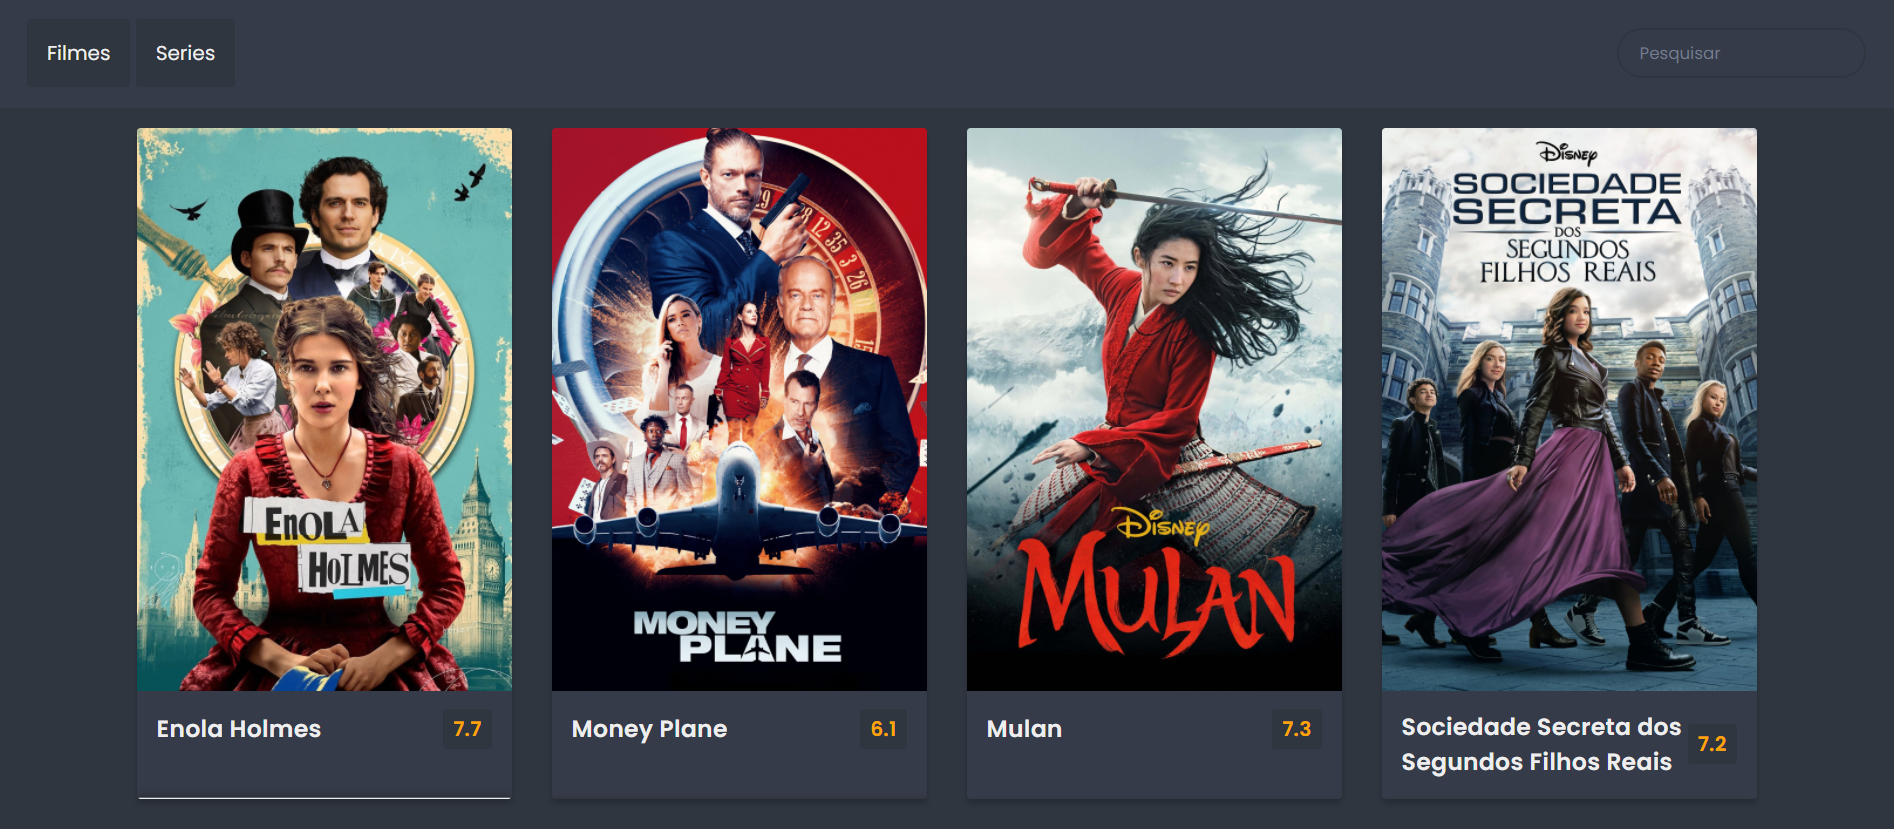 Filmes
Series
Pesquisar
ENOLA
HOLMES
MONEY
PLANE
DISNEY
MULAN
DISNEY
SOCIEDADE
SECRETA
DOS
SEGUNDOS
FILHOS REAIS
Enola Holmes
7.7
Money Plane
6.1
Mulan
7.3
Sociedade Secreta dos
Segundos Filhos Reais
7.2